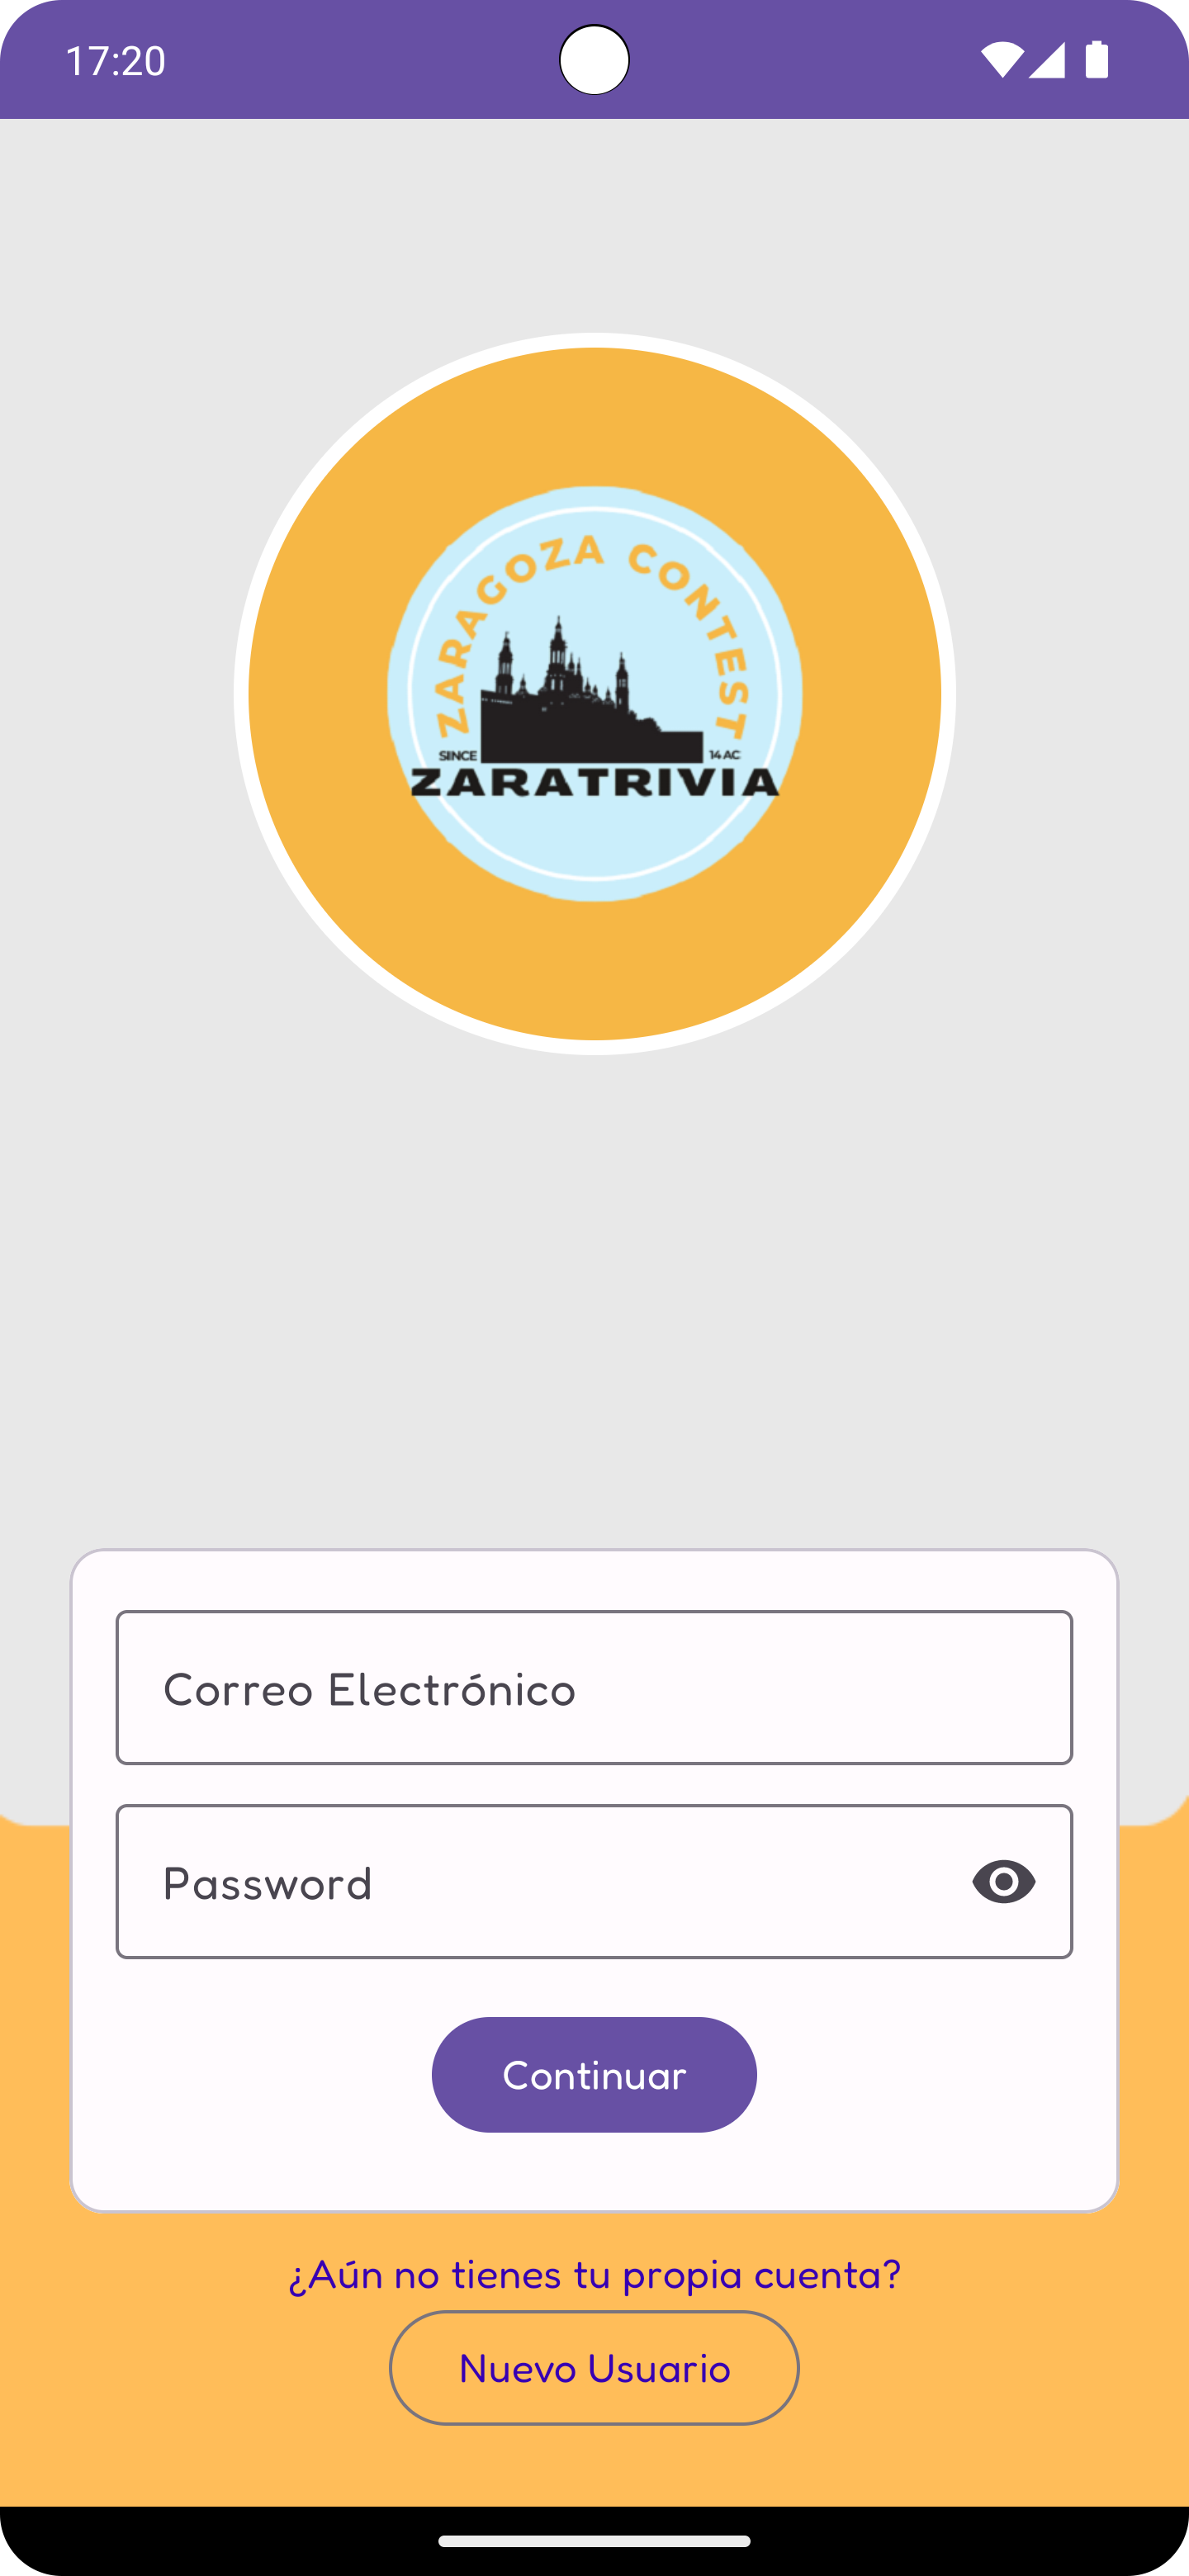 17:20
ZARAGOZA CONTEST
SINCE 14 AC
ZARATRIVIA
Correo Electrónico
Password
Continuar
¿Aún no tienes tu propia cuenta?
Nuevo Usuario